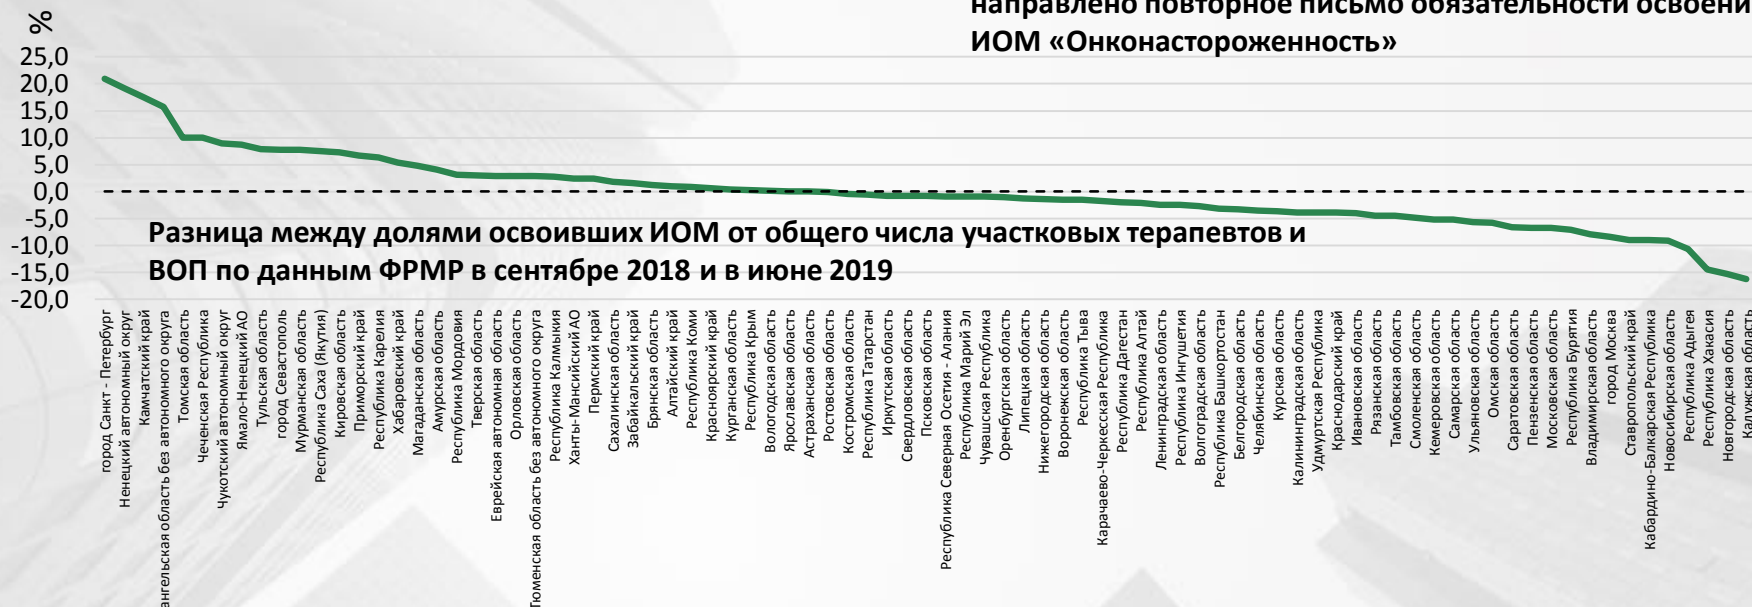 направлено повторное письмо обязательности освоени
ИОМ «Онконастороженность»
%
25,0
20,0
15,0
10,0
5,0
0,0
-5,0
-10,0
-15,0
-20,0
Разница между долями освоивших ИОМ от общего числа участковых терапевтов и
ВОП по данным ФРМР в сентябре 2018 и в июне 2019
город Санкт - Петербург
Ненецкий автономный округ
Камчатский край
ангельская область без автономного округа
Томская область
Чеченская Республика
Чукотский автономный округ
Ямало-Ненецкий АО
Тульская область
город Севастополь
Мурманская область
Республика Саха (Якутия)
Кировская область
Приморский край
Республика Карелия
Хабаровский край
Магаданская область
Амурская область
Республика Мордовия
Тверская область
Еврейская автономная область
Орловская область
Тюменская область без автономного округа
Республика Калмыкия
Ханты-Мансийский АО
Пермский край
Сахалинская область
Забайкальский край
Брянская область
Алтайский край
Республика Коми
Красноярский край
Курганская область
Республика Крым
Вологодская область
Ярославская область
Астраханская область
Ростовская область
Костромская область
Республика Татарстан
Иркутская область
Свердловская область
Псковская область
Республика Северная Осетия - Алания
Республика Марий Эл
Чувашская Республика
Оренбургская область
Липецкая область
Нижегородская область
Воронежская область
Республика Тыва
Карачаево-Черкесская Республика
Республика Дагестан
Республика Алтай
Ленинградская область
Республика Ингушетия
Волгоградская область
Республика Башкортостан
Белгородская область
Челябинская область
Курская область
Калининградская область
Удмуртская Республика
Краснодарский край
Ивановская область
Рязанская область
Тамбовская область
Смоленская область
Кемеровская область
Самарская область
Ульяновская область
Омская область
Саратовская область
Пензенская область
Московская область
Республика Бурятия
Владимирская область
город Москва
Ставропольский край
Кабардино-Балкарская Республика
Новосибирская область
Республика Адыгея
Республика Хакасия
Новгородская область
Калужская область